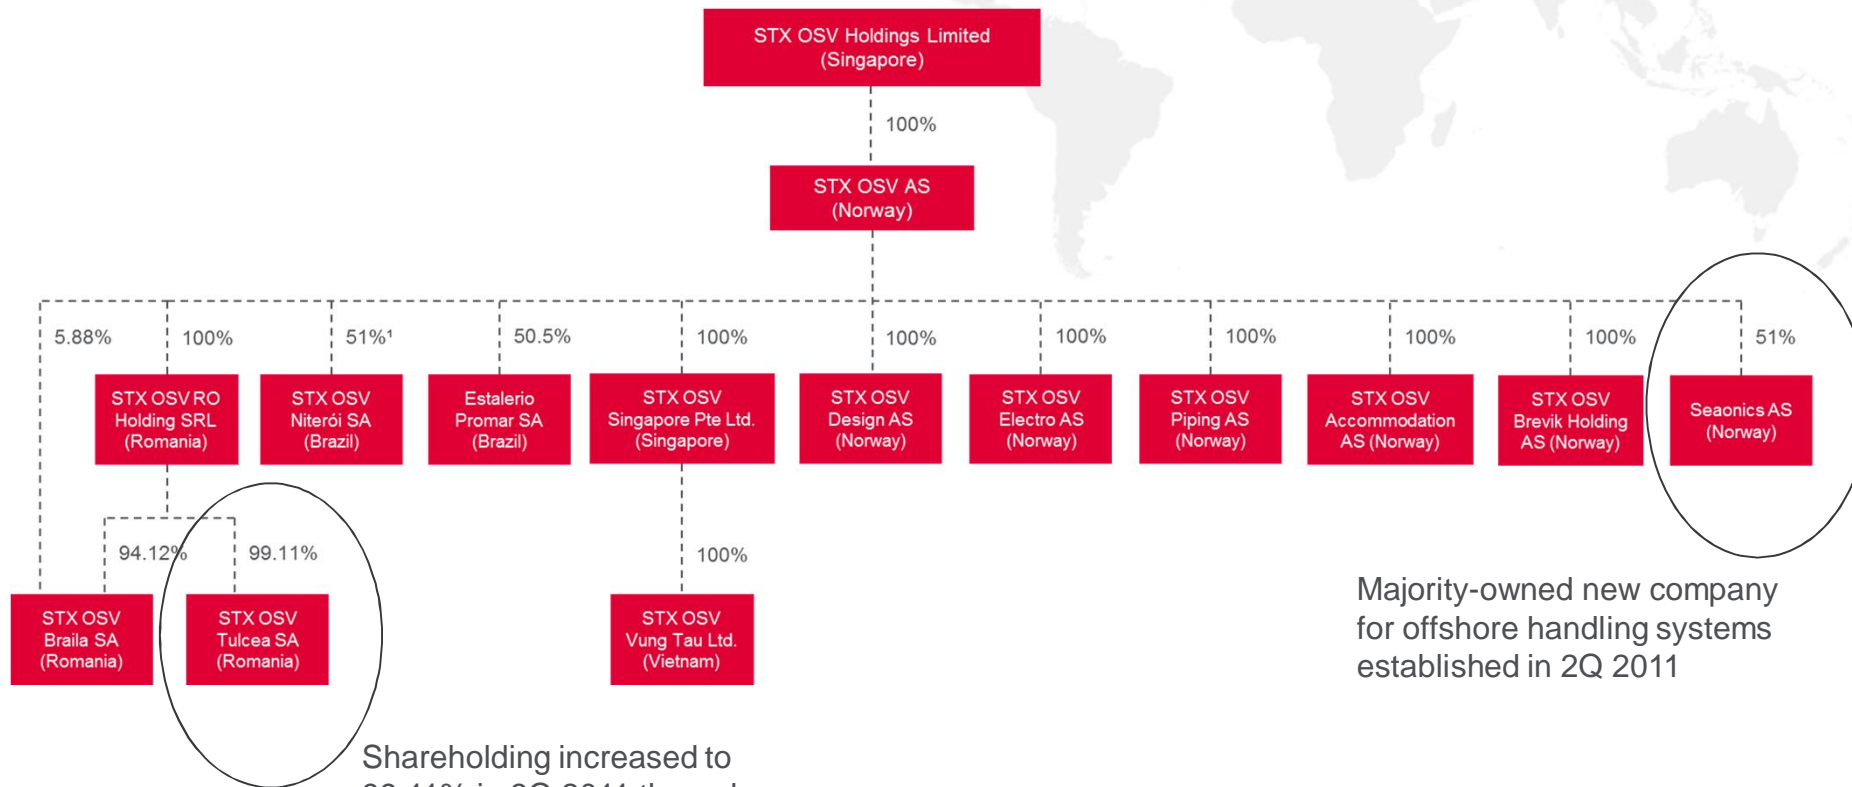 STX OSV Holdings Limited
(Singapore)
100%
STX OSV AS
(Norway)
5.88%
100%
51%¹
50.5%
100%
100%
100%
100%
100%
100%
51%
STX OSV RO
Holding SRL
(Romania)
STX OSV
Niterói SA
(Brazil)
Estalerio
Promar SA
(Brazil)
STX OSV
Singapore Pte Ltd.
(Singapore)
STX OSV
Design AS
(Norway)
STX OSV
Electro AS
(Norway)
STX OSV
Piping AS
(Norway)
STX OSV
Accommodation
AS (Norway)
STX OSV
Brevik Holding
AS (Norway)
Seaonics AS
(Norway)
94.12%
99.11%
100%
STX OSV
Braila SA
(Romania)
STX OSV
Tulcea SA
(Romania)
STX OSV
Vung Tau Ltd.
(Vietnam)
Majority-owned new company
for offshore handling systems
established in 2Q 2011
Shareholding increased to
in 2Q 2011